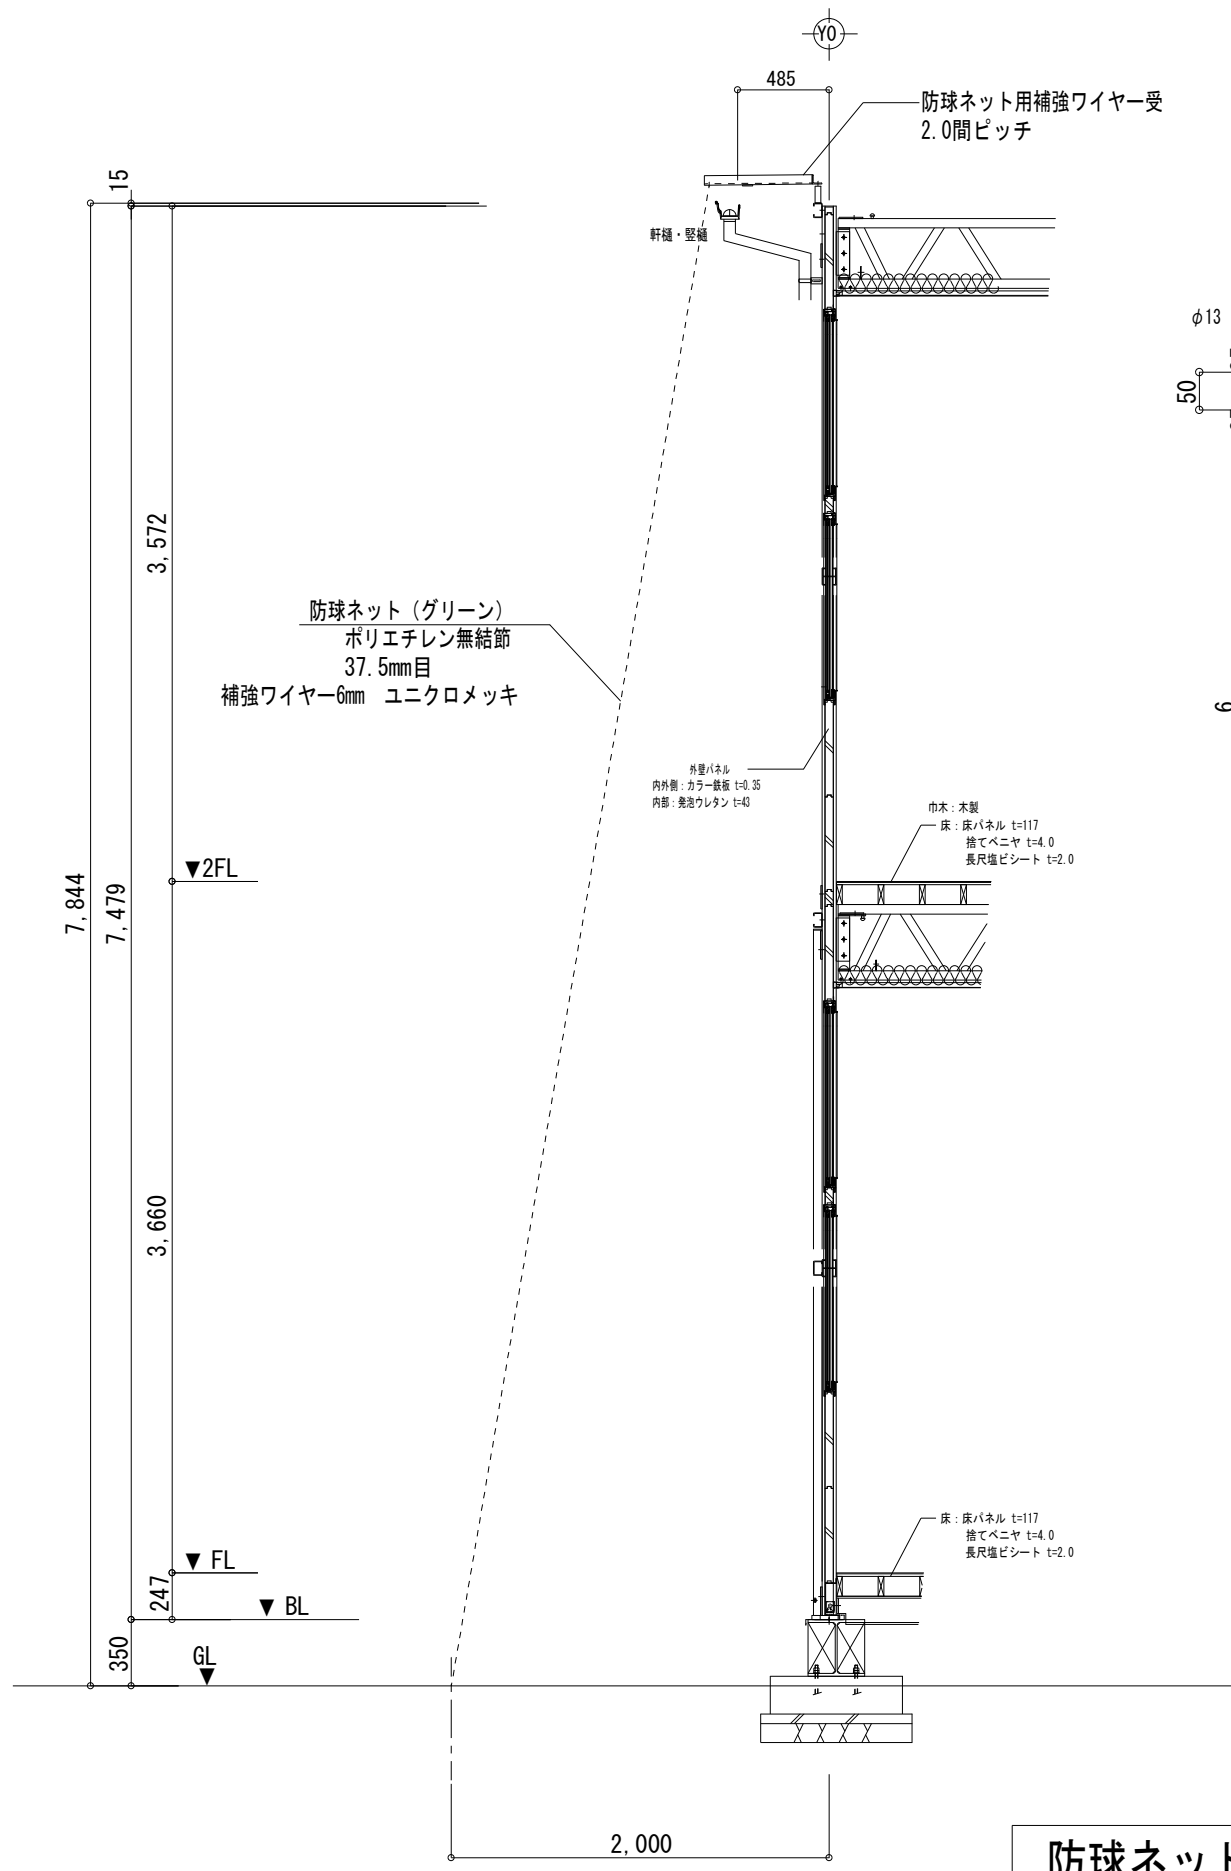 Y0
485
防球ネット用補強ワイヤー受
2.0間ピッチ
15
軒樋・竪樋
φ13
50
3,572
防球ネット（グリーン）
ポリエチレン無結節
37.5mm目
補強ワイヤー6mm　ユニクロメッキ
6
外壁パネル
内外側：カラー鉄板 t=0.35
内部：発泡ウレタン t=43
巾木：木製
床：床パネル t=117
捨てベニヤ t=4.0
長尺塩ビシート t=2.0
▼2FL
7,844
7,479
3,660
床：床パネル t=117
捨てベニヤ t=4.0
長尺塩ビシート t=2.0
▼ FL
247
▼ BL
350
GL
▼
2,000
防球ネット